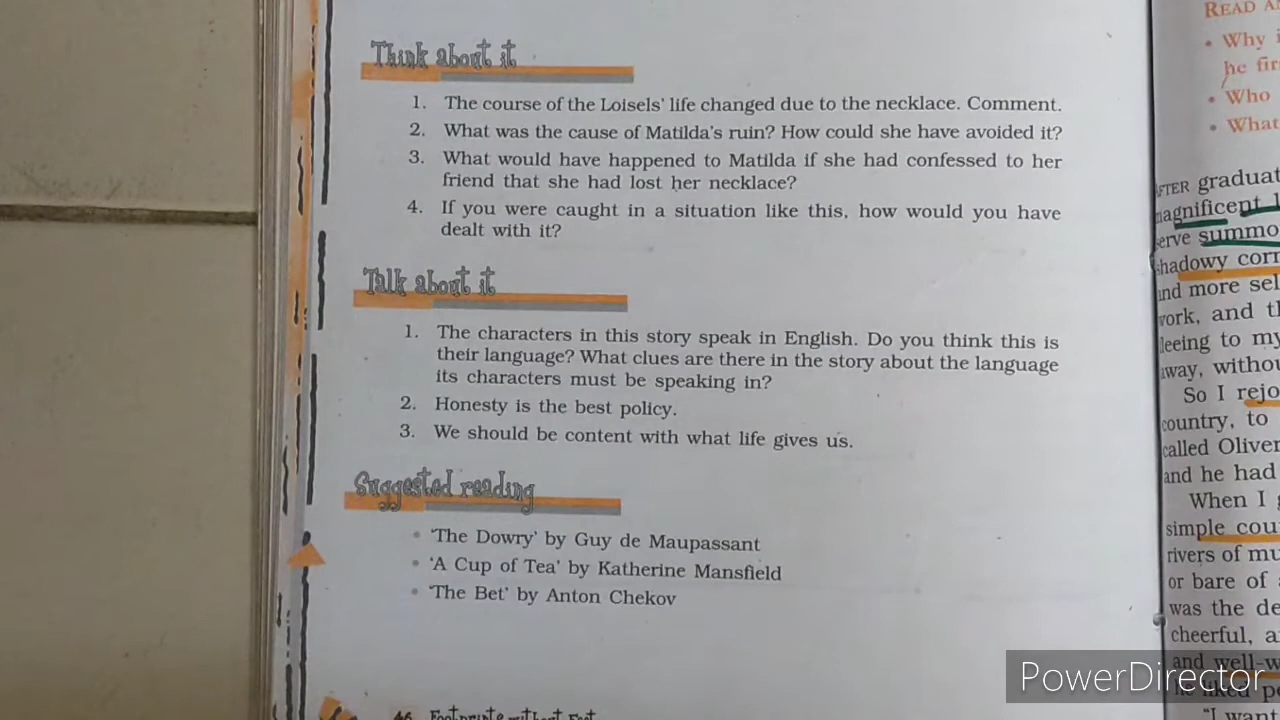 Think about it
1. The course of the Loisels' life changed due to the necklace. Comment.
2. What was the cause of Matilda's ruin? How could she have avoided it?
3. What would have happened to Matilda if she had confessed to her
friend that she had lost her necklace?
4. If you were caught in a situation like this, how would you have
dealt with it?
Talk about it
1. The characters in this story speak in English. Do you think this is
their language? What clues are there in the story about the language
its characters must be speaking in?
2. Honesty is the best policy.
3. We should be content with what life gives us.
Suggested reading
• 'The Dowry' by Guy de Maupassant
• 'A Cup of Tea' by Katherine Mansfield
• 'The Bet' by Anton Chekov
46 Footprints without Feet
READ
• Why
he
• Who
• What
graduat
summo
shadowy corr
and more sel
work, and
to my
So I rejo
country, to
called Oliver
and he had
When I
simple cou
rivers of mu
or bare of
was the de
cheerful, a
and well-w
he liked
"I want
PowerDirector